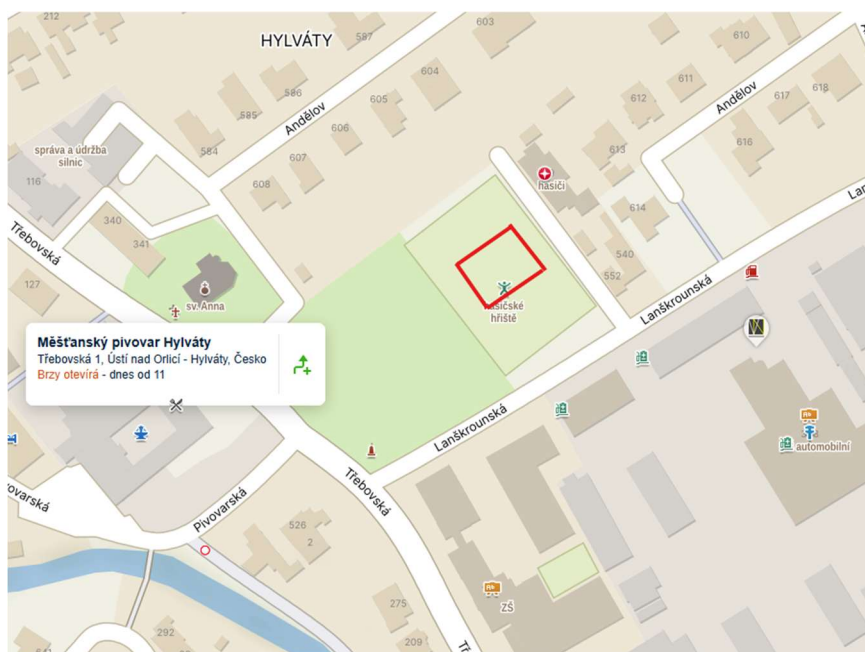 212
HYLVÁTY
587
603
610
604
586
611
618
605
612
617
585
Andělov
Andělov
606
616
584
613
správa a údržba
silnic
607
hasiči
116
608
614
340
Třebovská
341
540
127
552
sv. Anna
hasičské
hřiště
Lanškrounská
Měšťanský pivovar Hylváty
Třebovská 1, Ústí nad Orlicí - Hylváty, Česko
Brzy otevírá - dnes od 11
Lanškrounská
automobilní
Třebovská
Pivovarská
526
2
275
ZŠ
292
209